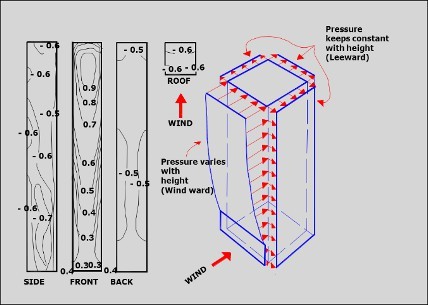 Pressure
keeps constant
with height
(Leeward)
- 0.6
- 0.5
- 0.6
- 0.6
- 0.6
- 0.7
0.9
0.8
0.7
0.6
0.5
0.4
0.3
0.3
0.3
0.4
- 0.5
- 0.5
- 0.5
0.4
- 0.6
- 0.6
- 0.6
ROOF
WIND
Pressure varies
with
height
(Wind ward)
WIND
SIDE
FRONT
BACK